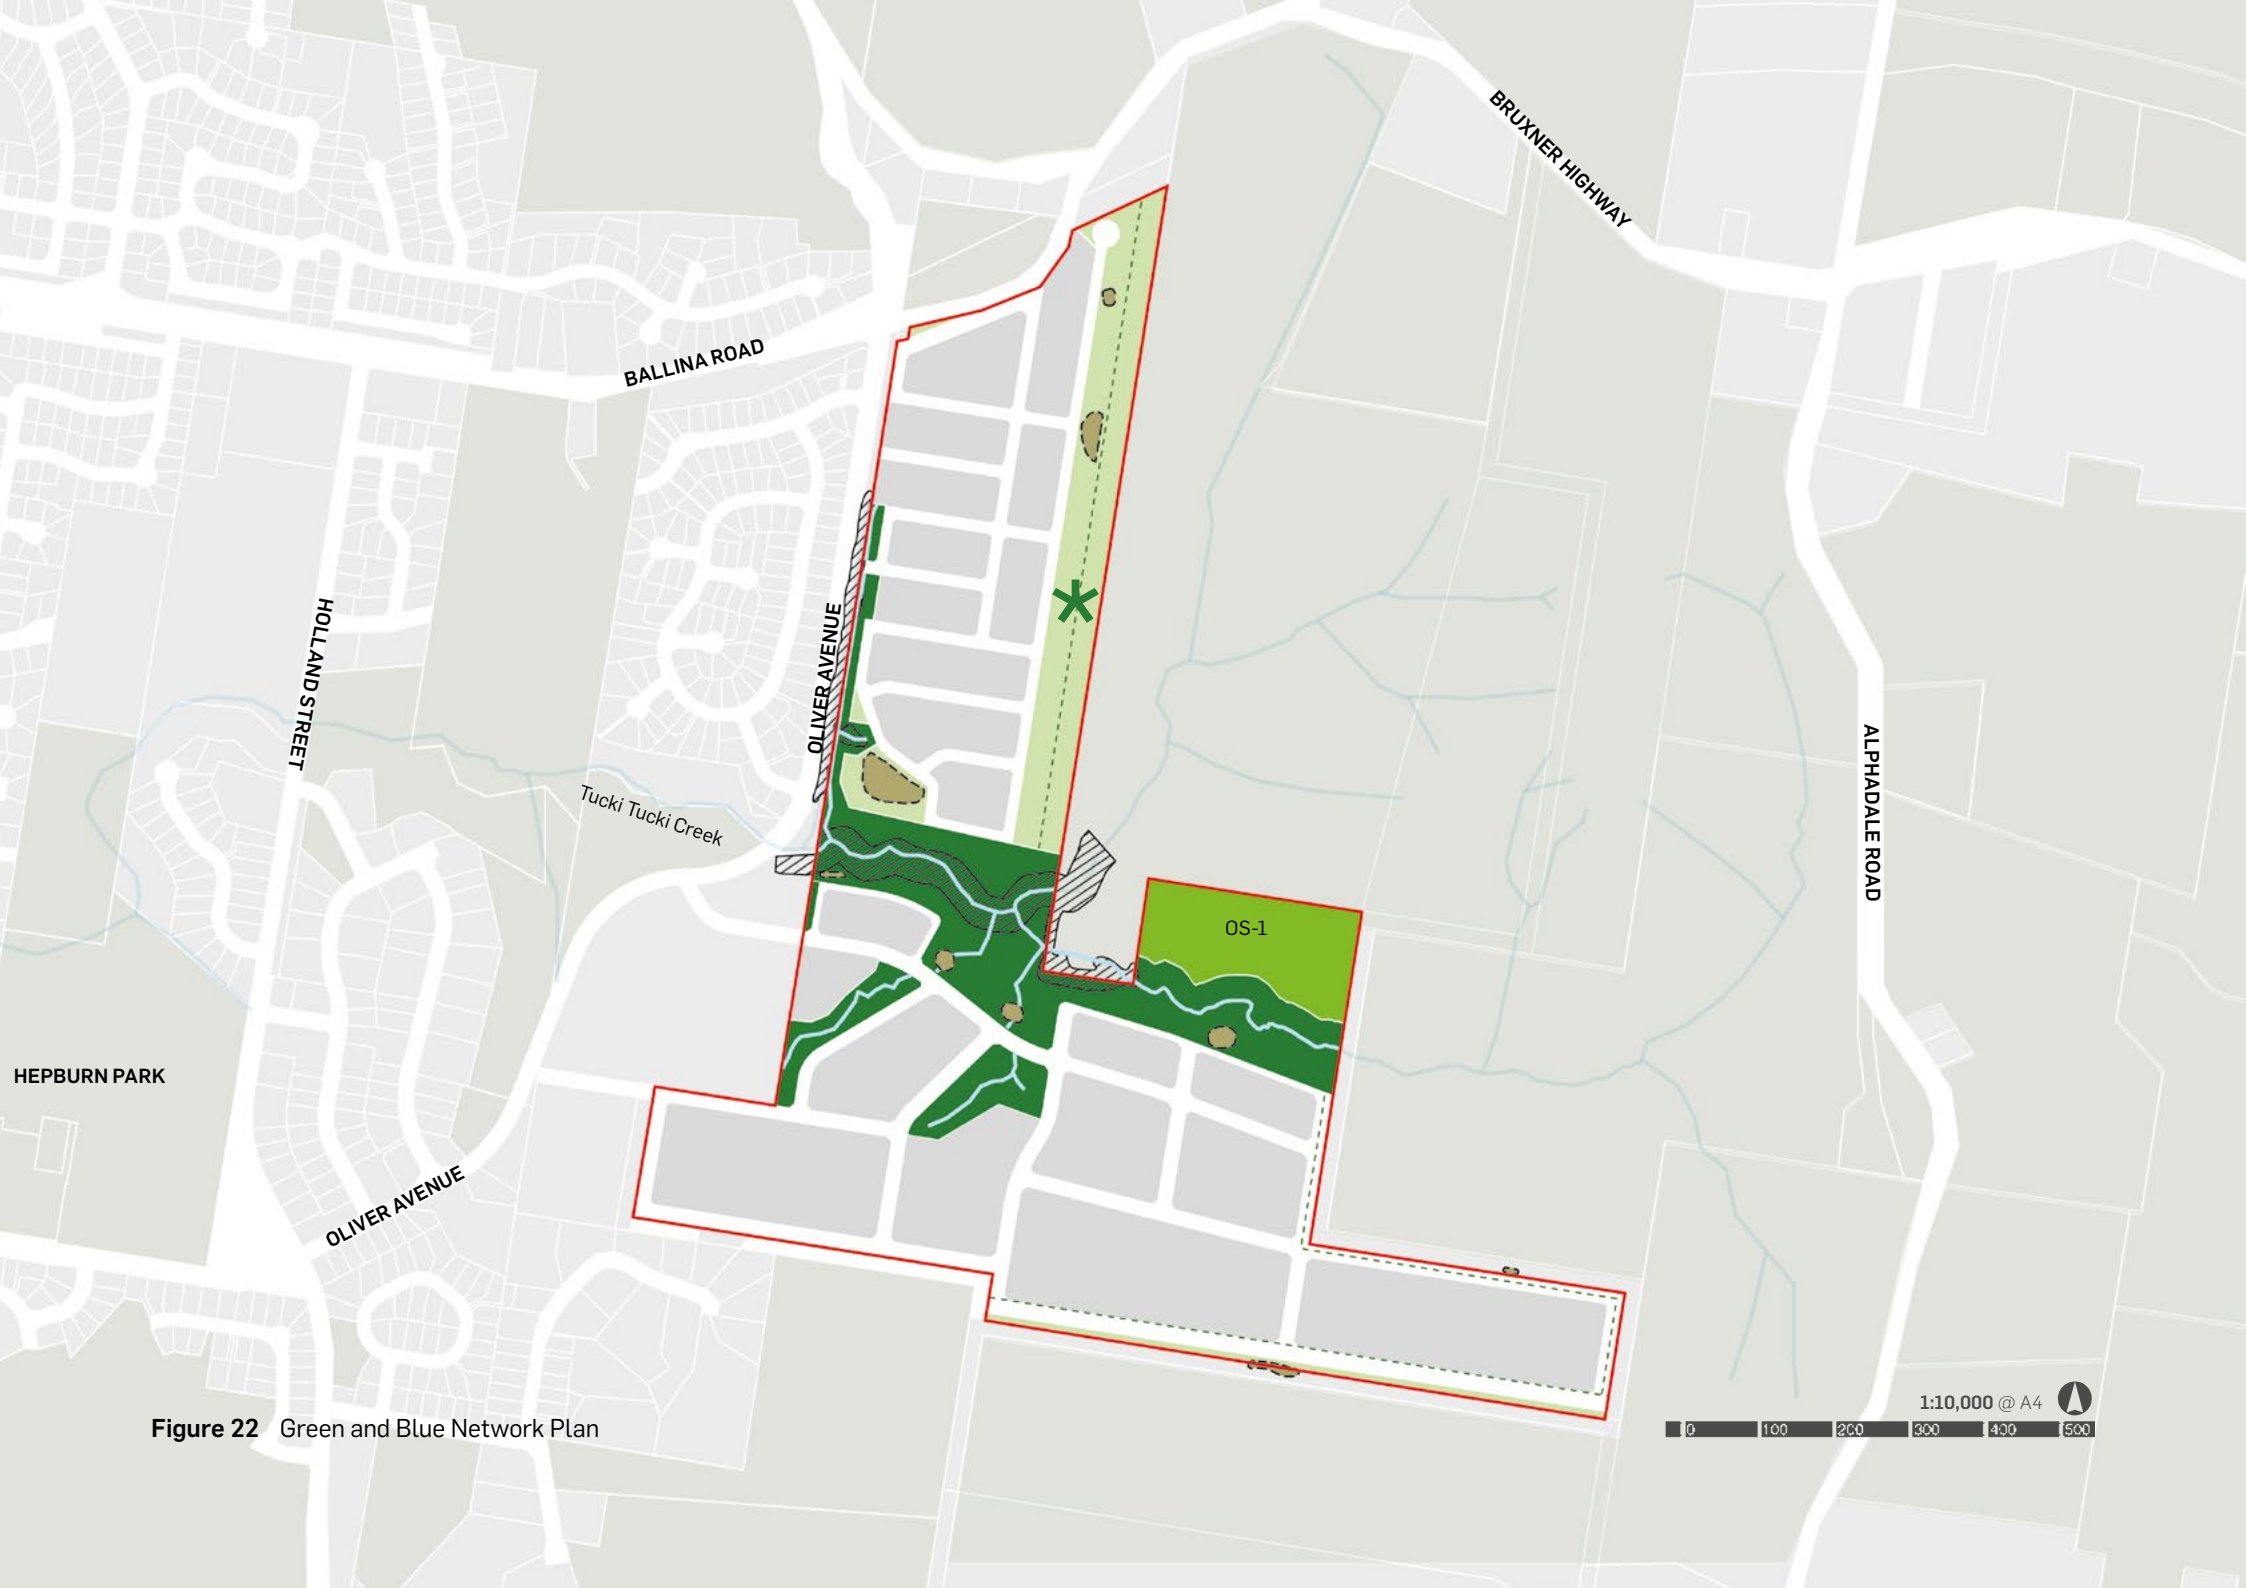 BRUXNER HIGHWAY
BALLINA ROAD
HOLLAND STREET
OLIVER AVENUE
Tucki Tucki Creek
ALPHADALE ROAD
OS-1
HEPBURN PARK
OLIVER AVENUE
1:10,000 @ A4
0 100 200 300 400 500
Figure 22 Green and Blue Network Plan